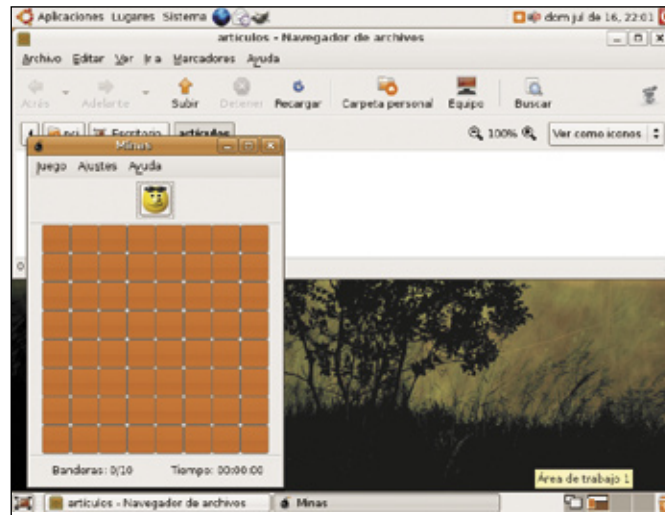 Aplicaciones Lugares Sistema dom jul de 16, 22:01
articulos - Navegador de archivos
Archivo Editar Ver Ir a Marcadores Ayuda
Atrás Adelante Subir Detener Recargar Carpeta personal Equipo Buscar
Escritorio articulos 100% Ver como iconos
Minas
Juego Ajustes Ayuda
0
Banderas: 0/10 Tiempo: 00:00:00
Área de trabajo 1
articulos - Navegador de archivos Minas